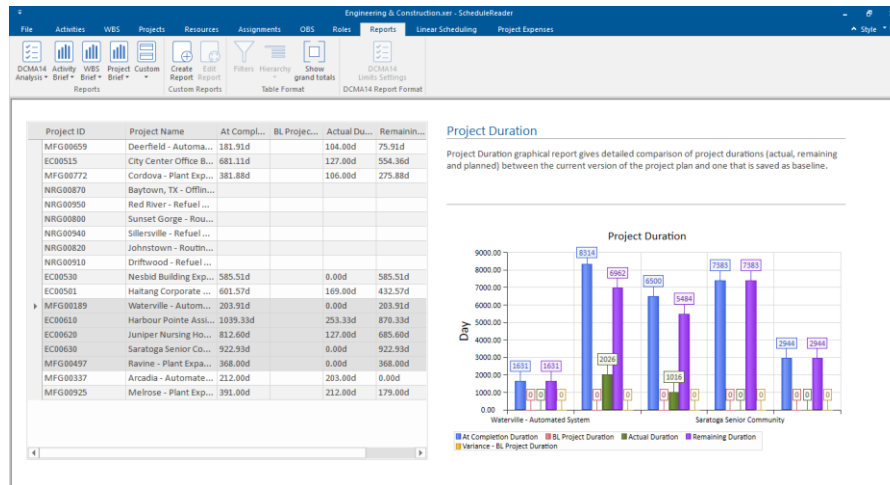 Engineering & Construction.xer - ScheduleReader
File Activities WBS Projects Resources Assignments OBS Roles Reports Linear Scheduling Project Expenses Style
DCMA14 Analysis Activity Brief WBS Brief Project Brief Custom Create Report Edit Report Filters Hierarchy Show grand totals DCMA14 Limits Settings
Reports Custom Reports Table Format DCMA14 Report Format
Project ID Project Name At Compl... BL Projec... Actual Du... Remainin...
MFG00659 Deerfield - Automa... 181.91d 104.00d 75.91d
EC00515 City Center Office B... 681.11d 127.00d 554.36d
MFG00772 Cordova - Plant Exp... 381.88d 106.00d 275.88d
NRG00870 Baytown, TX - Offlin...
NRG00950 Red River - Refuel ...
NRG00800 Sunset Gorge - Rou...
NRG00940 Sillersville - Refuel ...
NRG00820 Johnstown - Routin...
NRG00910 Driftwood - Refuel ...
EC00530 Nesbid Building Exp... 585.51d 0.00d 585.51d
EC00501 Haitang Corporate ... 601.57d 169.00d 432.57d
MFG00189 Waterville - Autom... 203.91d 0.00d 203.91d
EC00610 Harbour Pointe Assi... 1039.33d 253.33d 870.33d
EC00620 Juniper Nursing Ho... 812.60d 127.00d 685.60d
EC00630 Saratoga Senior Co... 922.93d 0.00d 922.93d
MFG00497 Ravine - Plant Expa... 368.00d 0.00d 368.00d
MFG00337 Arcadia - Automate... 212.00d 203.00d 0.00d
MFG00925 Melrose - Plant Exp... 391.00d 212.00d 179.00d
Project Duration
Project Duration graphical report gives detailed comparison of project durations (actual, remaining
and planned) between the current version of the project plan and one that is saved as baseline.
Project Duration
Day
9000.00
8000.00
7000.00
6000.00
5000.00
4000.00
3000.00
2000.00
1000.00
0.00
1631 0 0 1631 0
8314 0 2026 6962 0
6500 0 1016 5484 0
7383 0 0 7383 0
2944 0 0 2944 0
Waterville - Automated System Saratoga Senior Community
At Completion Duration BL Project Duration Actual Duration Remaining Duration
Variance - BL Project Duration